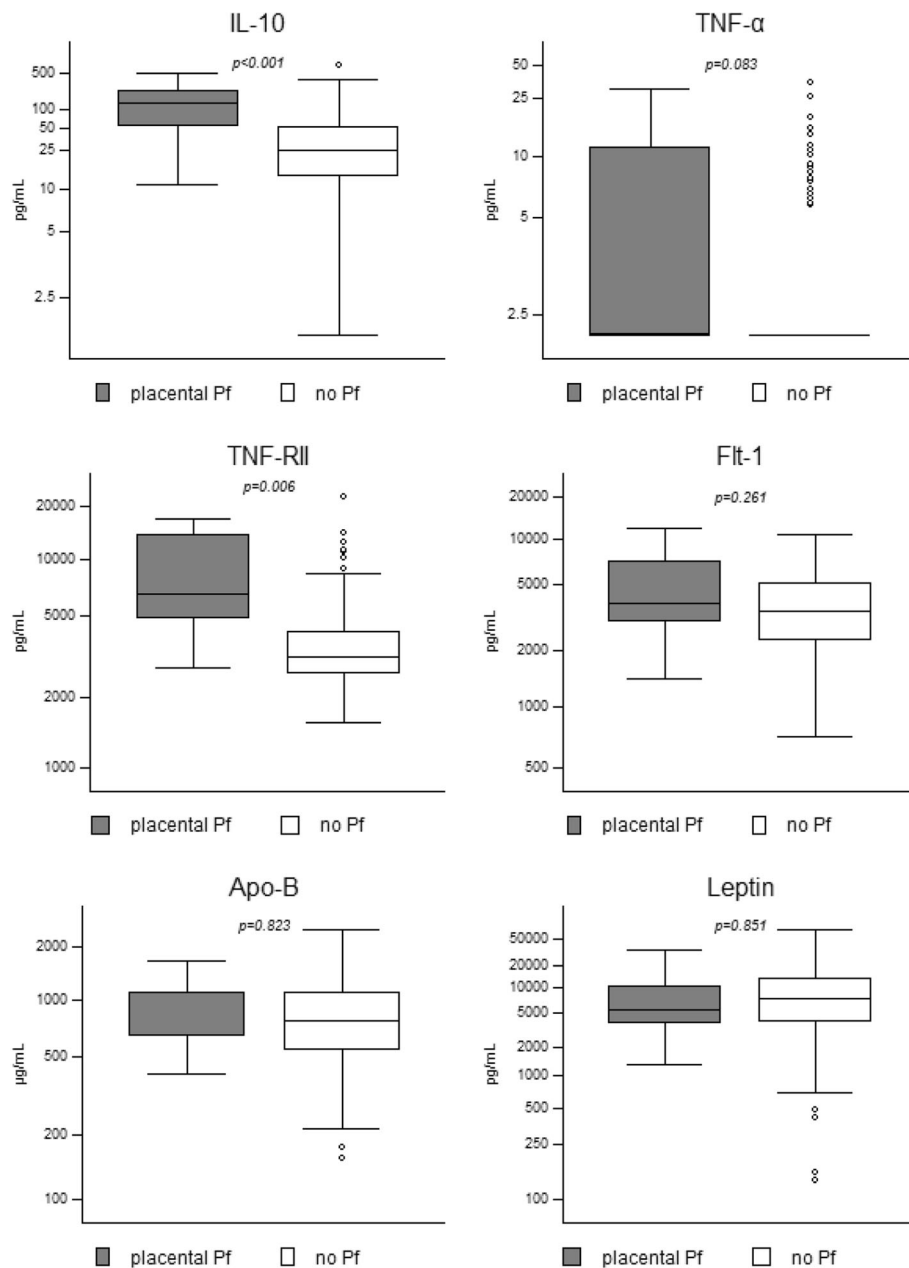 IL-10
p<0.001
500
100
50
25
10
5
2.5
pg/mL
placental Pf no Pf
TNF-α
p=0.083
50
25
10
5
2.5
pg/mL
placental Pf no Pf
TNF-RII
p=0.006
20000
10000
5000
2000
1000
pg/mL
placental Pf no Pf
Flt-1
p=0.261
20000
10000
5000
2000
1000
500
pg/mL
placental Pf no Pf
Apo-B
p=0.823
2000
1000
500
200
100
µg/mL
placental Pf no Pf
Leptin
p=0.851
50000
20000
10000
5000
2000
1000
500
250
100
pg/mL
placental Pf no Pf